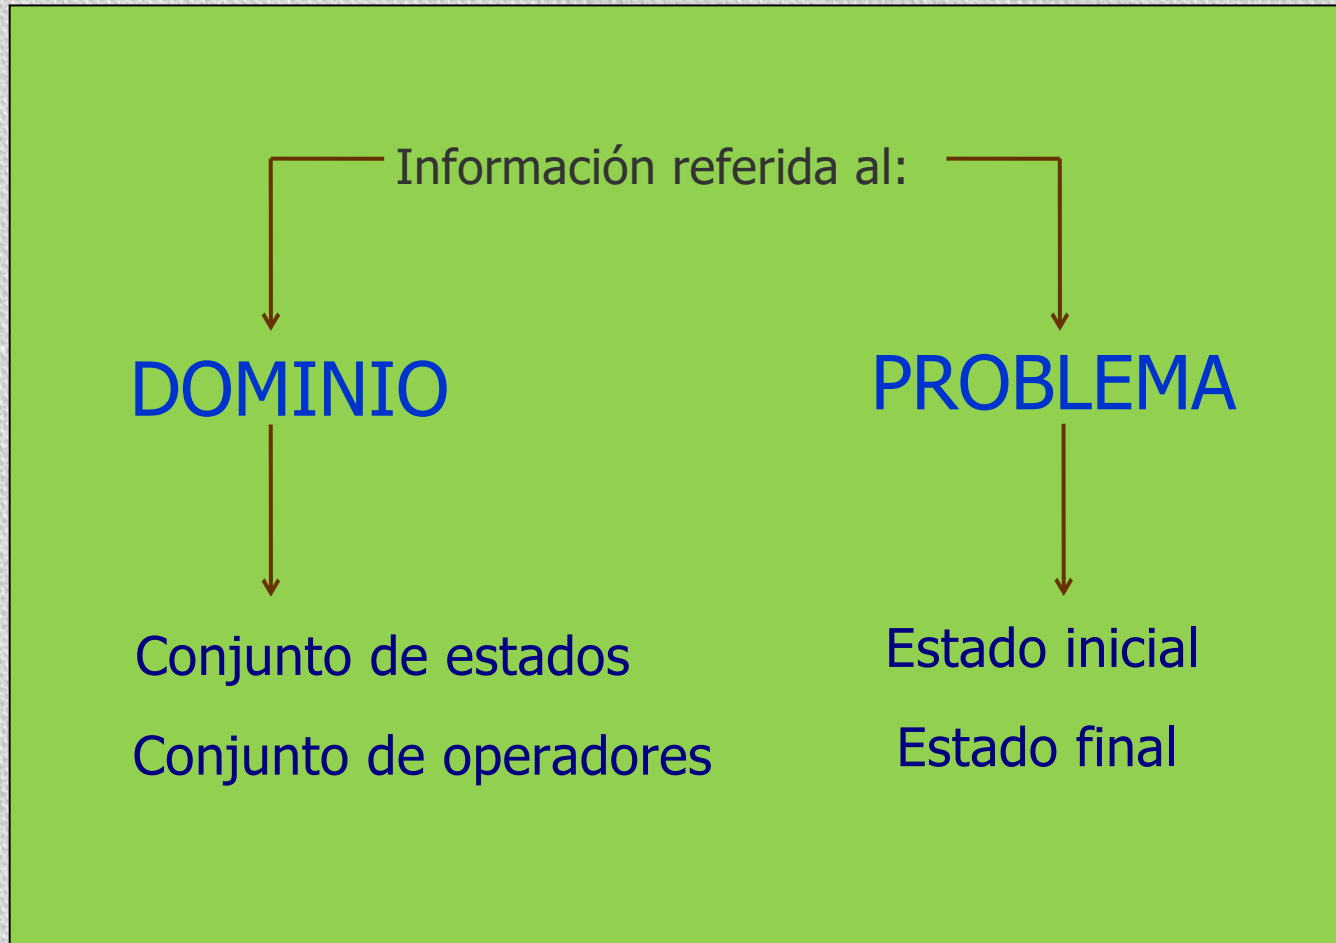 Información referida al:
DOMINIO
Conjunto de estados
Conjunto de operadores
PROBLEMA
Estado inicial
Estado final